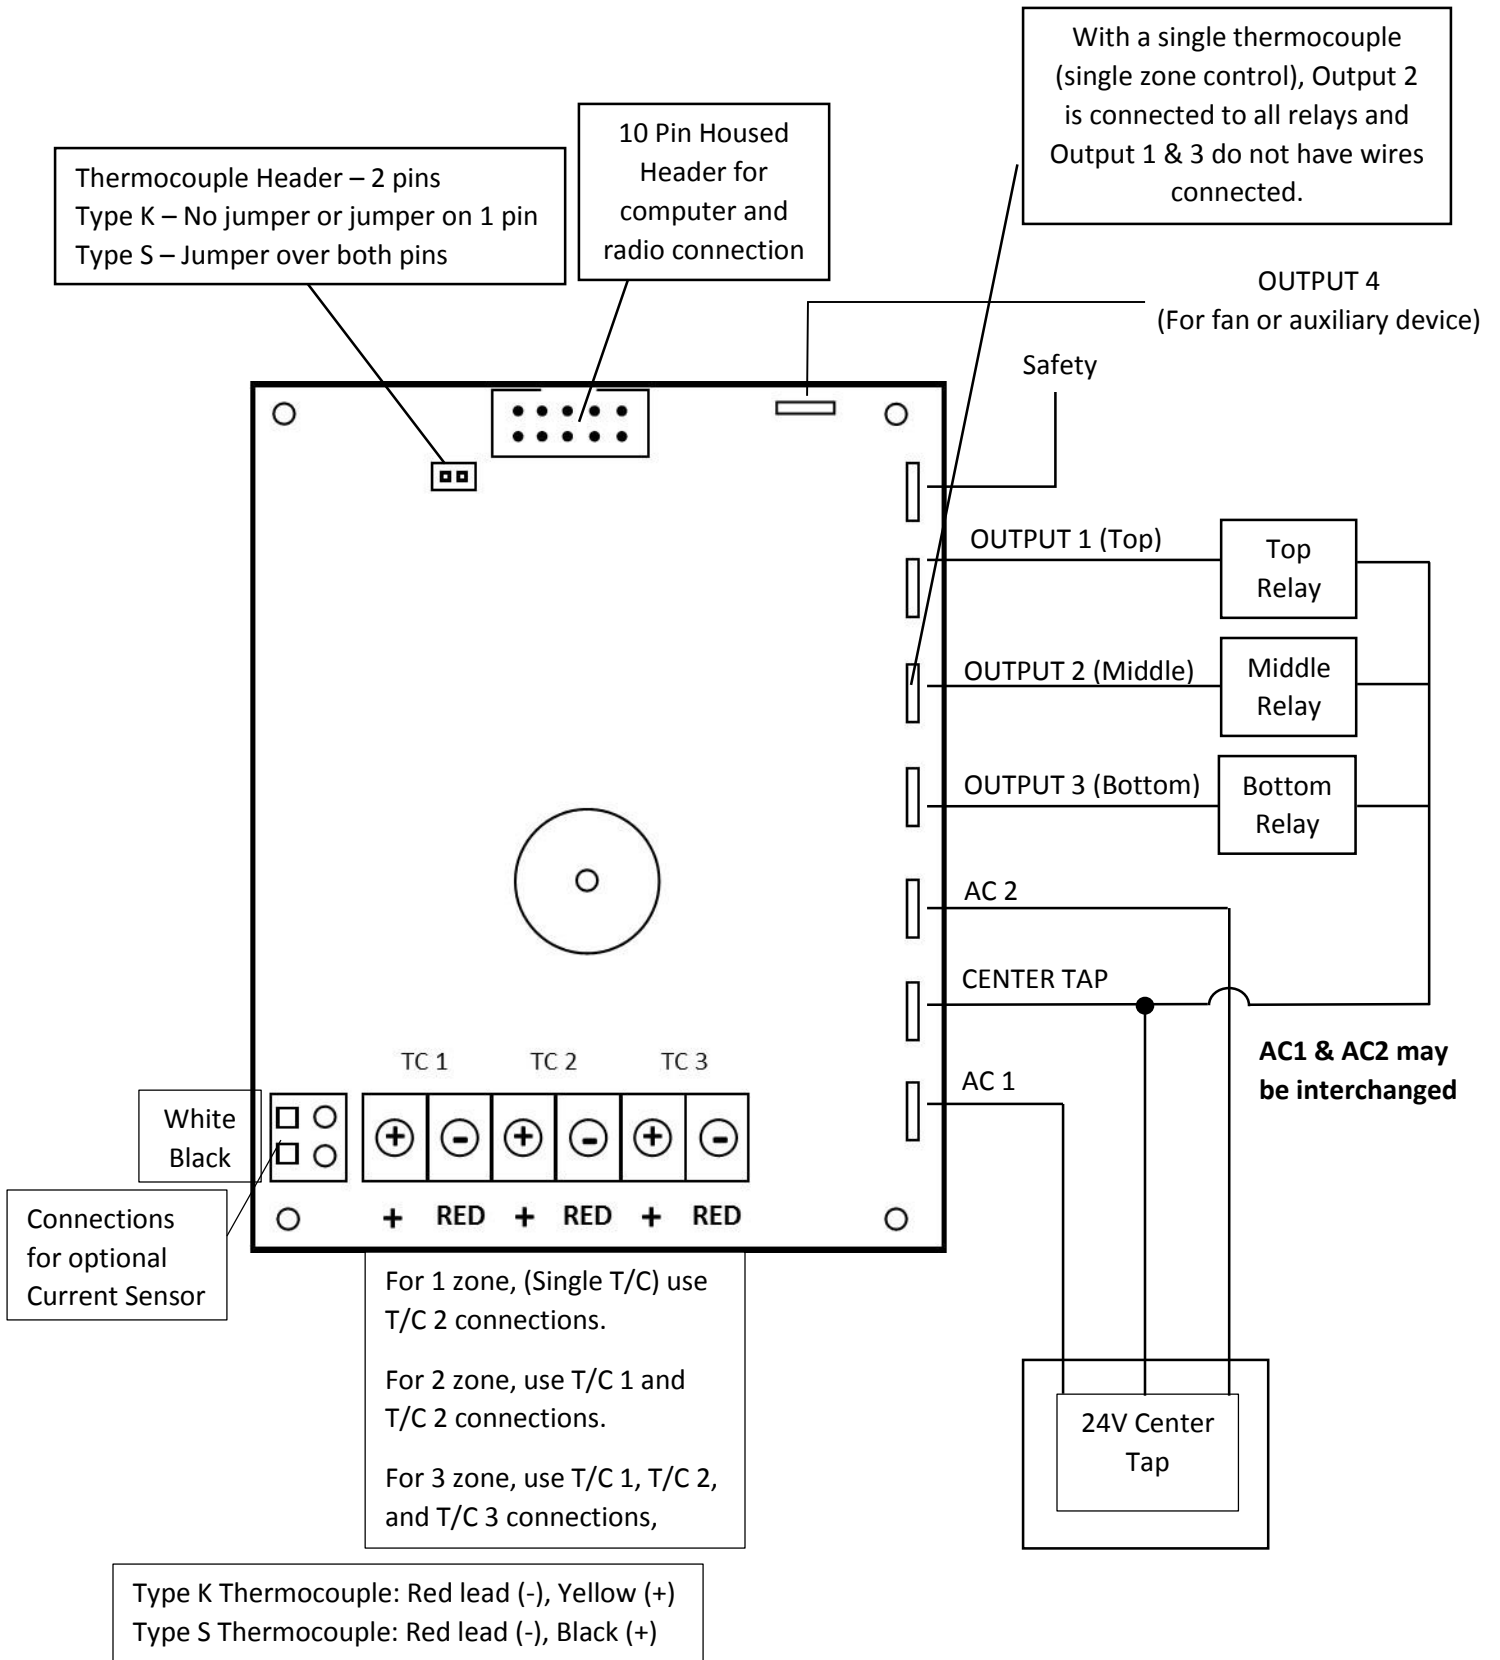 With a single thermocouple
(single zone control), Output 2
is connected to all relays and
Output 1 & 3 do not have wires
connected.
10 Pin Housed
Header for
computer and
radio connection
Thermocouple Header – 2 pins
Type K – No jumper or jumper on 1 pin
Type S – Jumper over both pins
OUTPUT 4
(For fan or auxiliary device)
Safety
OUTPUT 1 (Top)
Top
Relay
OUTPUT 2 (Middle)
Middle
Relay
OUTPUT 3 (Bottom)
Bottom
Relay
AC 2
CENTER TAP
AC1 & AC2 may
be interchanged
AC 1
TC 1 TC 2 TC 3
White
Black
+ - + - + -
+ RED + RED + RED
Connections
for optional
Current Sensor
For 1 zone, (Single T/C) use
T/C 2 connections.
For 2 zone, use T/C 1 and
T/C 2 connections.
For 3 zone, use T/C 1, T/C 2,
and T/C 3 connections,
24V Center
Tap
Type K Thermocouple: Red lead (-), Yellow (+)
Type S Thermocouple: Red lead (-), Black (+)